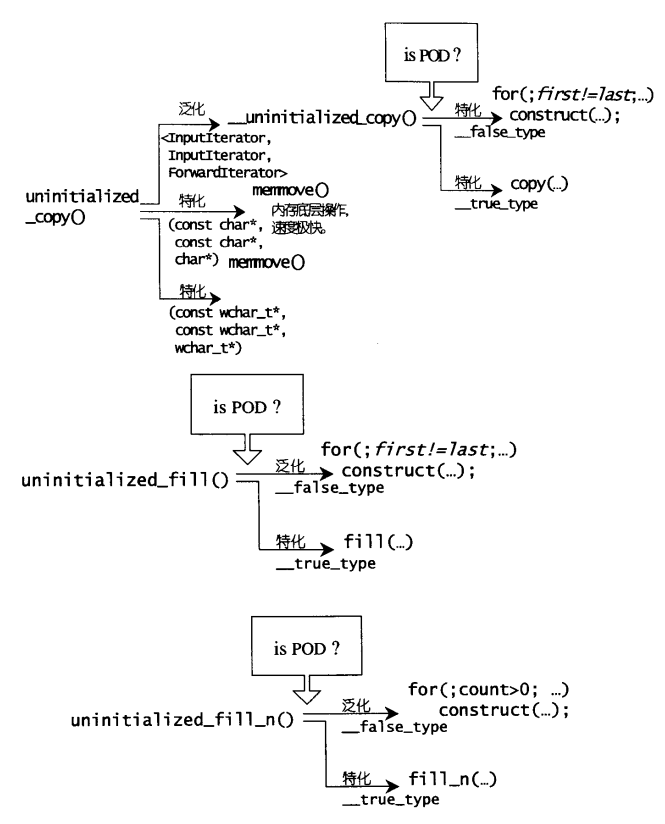 is POD ?
for(;first!=last;…)
泛化
__uninitialized_copy()
特化
construct(…);
__false_type
<InputIterator,
InputIterator,
ForwardIterator>
特化
copy(…)
__true_type
uninitialized
_copy()
特化
memmove()
内存底层操作,
速度极快。
(const char*,
const char*,
char*)
memmove()
特化
(const wchar_t*,
const wchar_t*,
wchar_t*)
is POD ?
for(;first!=last;…)
uninitialized_fill()
泛化
construct(…);
__false_type
特化
fill(…)
__true_type
is POD ?
for(;count>0; …)
uninitialized_fill_n()
泛化
construct(…);
__false_type
特化
fill_n(…)
__true_type